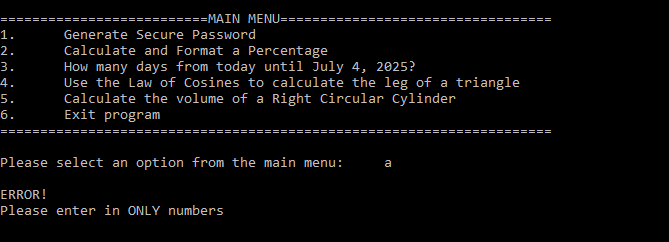 ==========================MAIN MENU==================================
1.      Generate Secure Password
2.      Calculate and Format a Percentage
3.      How many days from today until July 4, 2025?
4.      Use the Law of Cosines to calculate the leg of a triangle
5.      Calculate the volume of a Right Circular Cylinder
6.      Exit program
=====================================================================
Please select an option from the main menu:     a
ERROR!
Please enter in ONLY numbers